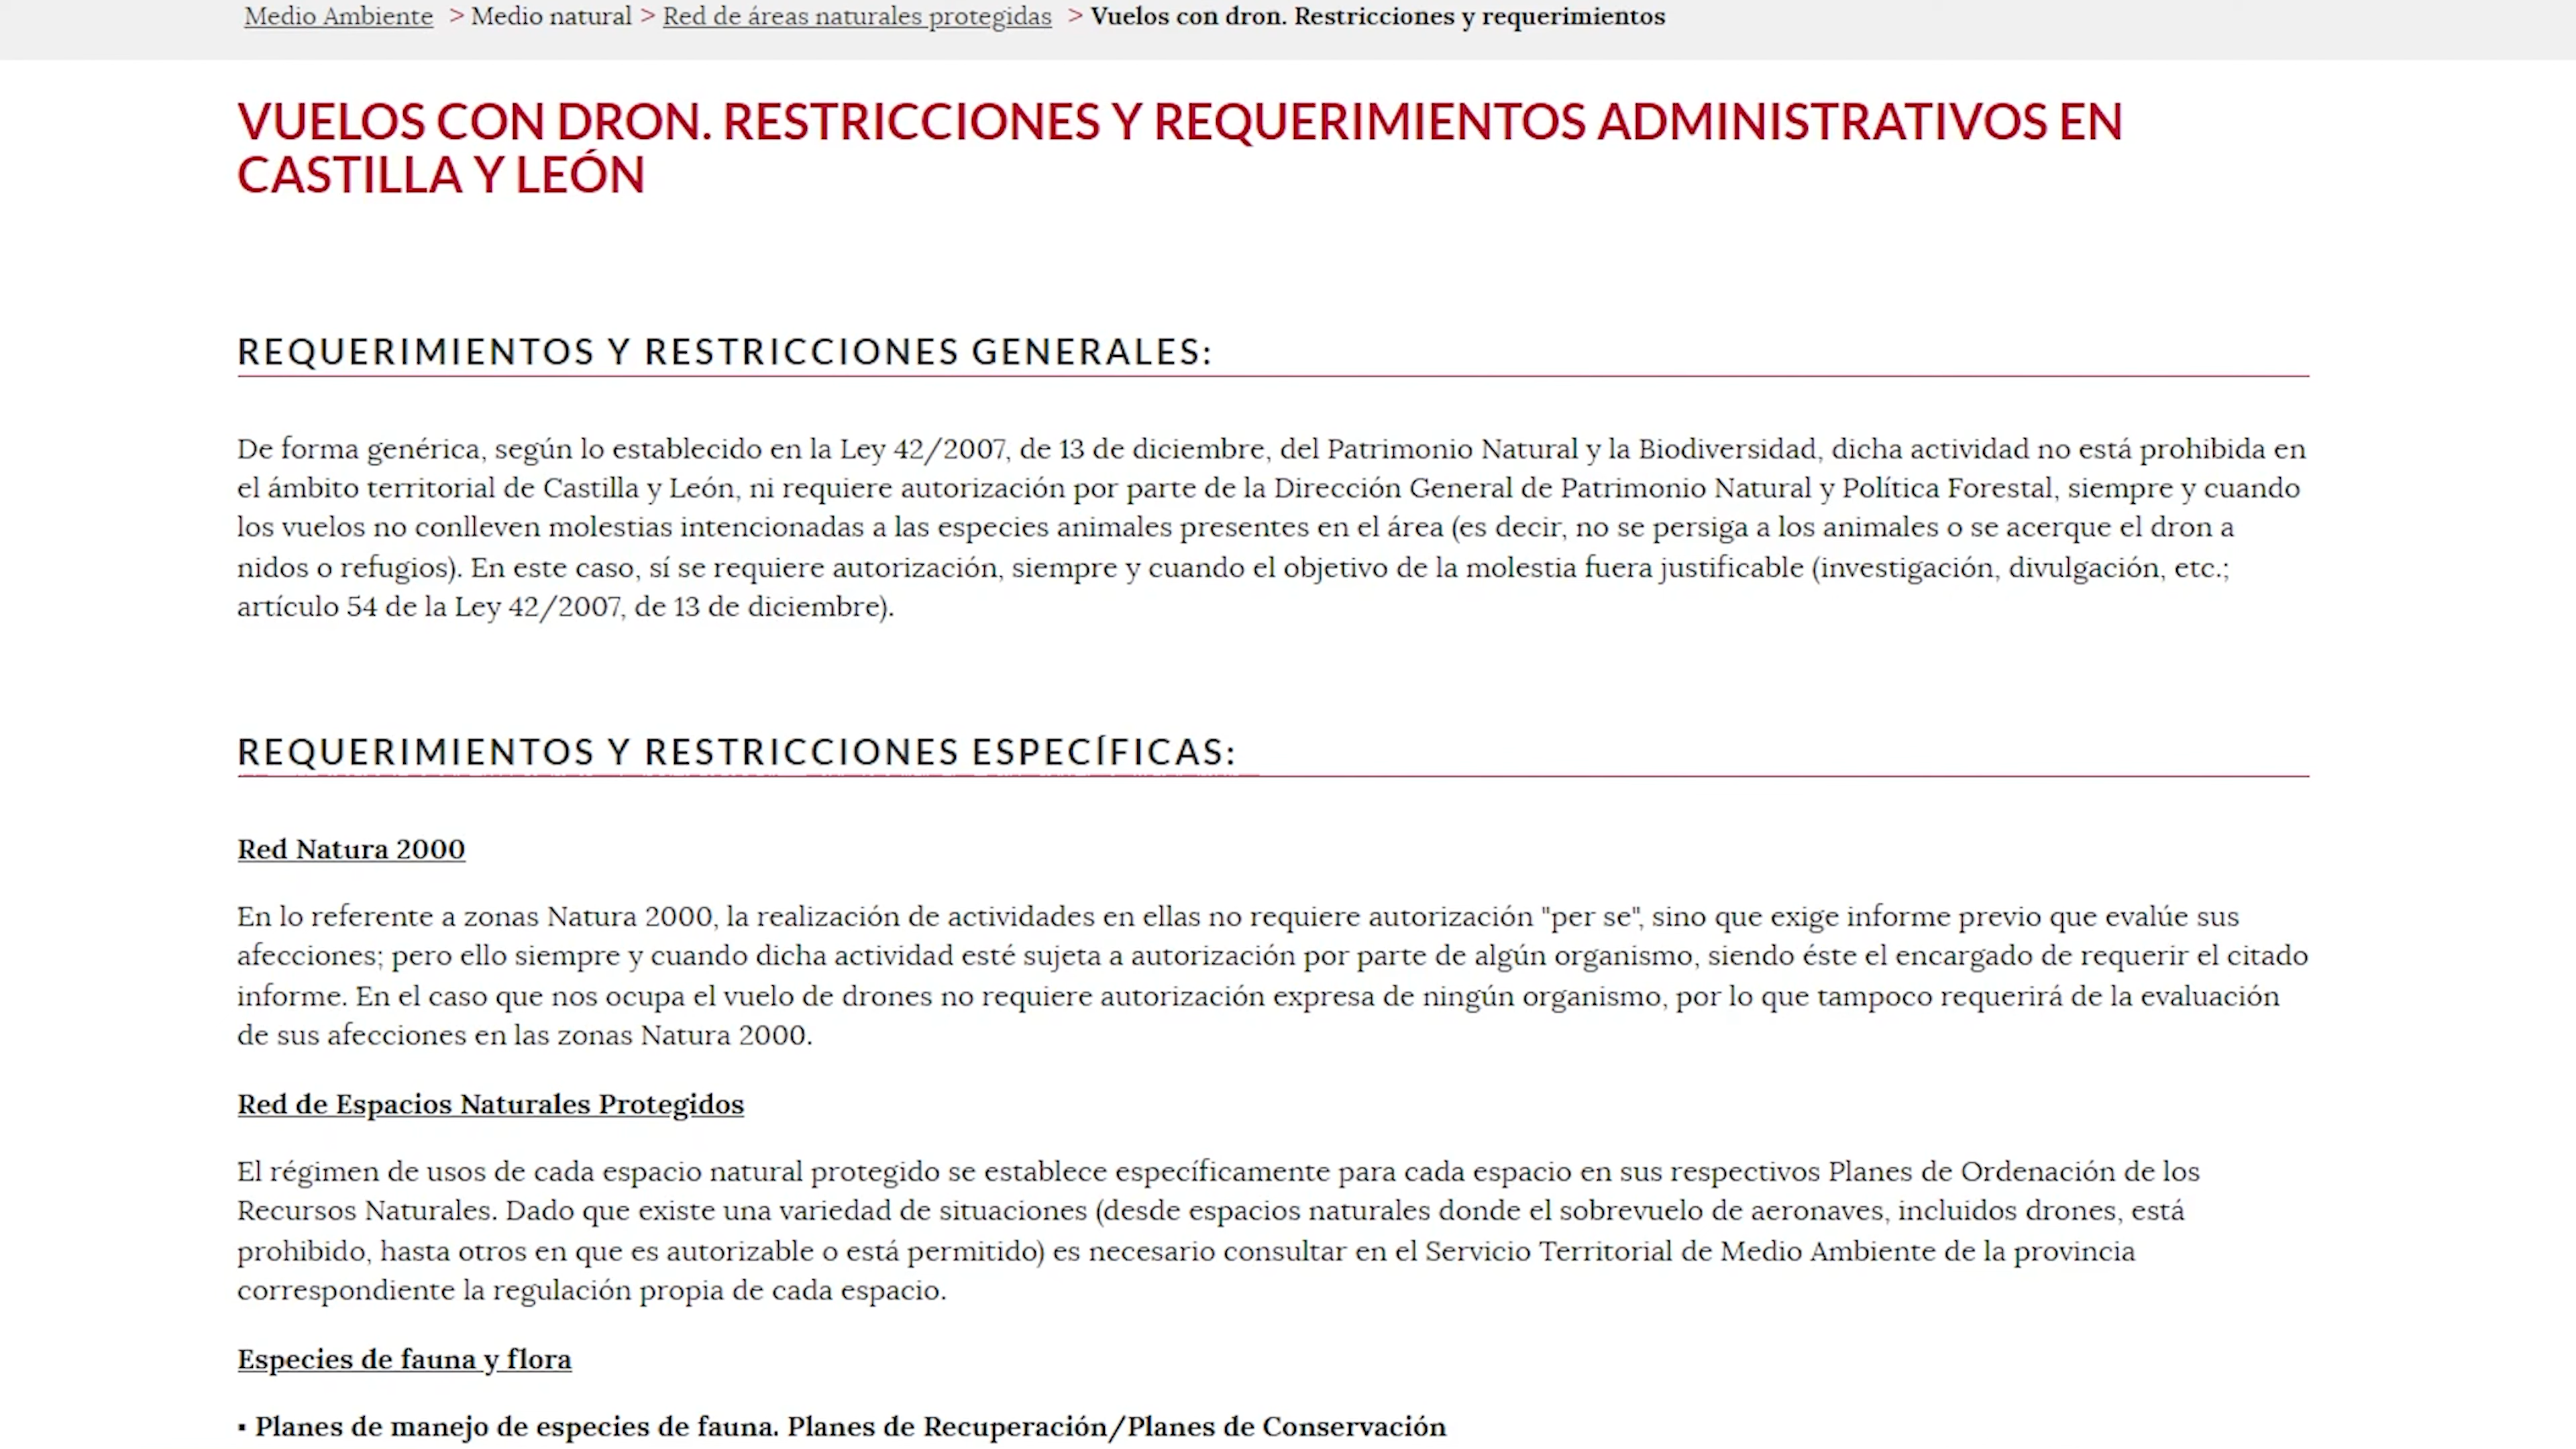 Medio Ambiente > Medio natural > Red de áreas naturales protegidas > Vuelos con dron. Restricciones y requerimientos
VUELOS CON DRON. RESTRICCIONES Y REQUERIMIENTOS ADMINISTRATIVOS EN
CASTILLA Y LEÓN
REQUERIMIENTOS Y RESTRICCIONES GENERALES:
De forma genérica, según lo establecido en la Ley 42/2007, de 13 de diciembre, del Patrimonio Natural y la Biodiversidad, dicha actividad no está prohibida en
el ámbito territorial de Castilla y León, ni requiere autorización por parte de la Dirección General de Patrimonio Natural y Política Forestal, siempre y cuando
los vuelos no conlleven molestias intencionadas a las especies animales presentes en el área (es decir, no se persiga a los animales o se acerque el dron a
nidos o refugios). En este caso, sí se requiere autorización, siempre y cuando el objetivo de la molestia fuera justificable (investigación, divulgación, etc.;
artículo 54 de la Ley 42/2007, de 13 de diciembre).
REQUERIMIENTOS Y RESTRICCIONES ESPECÍFICAS:
Red Natura 2000
En lo referente a zonas Natura 2000, la realización de actividades en ellas no requiere autorización "per se", sino que exige informe previo que evalúe sus
afecciones; pero ello siempre y cuando dicha actividad esté sujeta a autorización por parte de algún organismo, siendo éste el encargado de requerir el citado
informe. En el caso que nos ocupa el vuelo de drones no requiere autorización expresa de ningún organismo, por lo que tampoco requerirá de la evaluación
de sus afecciones en las zonas Natura 2000.
Red de Espacios Naturales Protegidos
El régimen de usos de cada espacio natural protegido se establece específicamente para cada espacio en sus respectivos Planes de Ordenación de los
Recursos Naturales. Dado que existe una variedad de situaciones (desde espacios naturales donde el sobrevuelo de aeronaves, incluidos drones, está
prohibido, hasta otros en que es autorizable o está permitido) es necesario consultar en el Servicio Territorial de Medio Ambiente de la provincia
correspondiente la regulación propia de cada espacio.
Especies de fauna y flora
▪ Planes de manejo de especies de fauna. Planes de Recuperación/Planes de Conservación